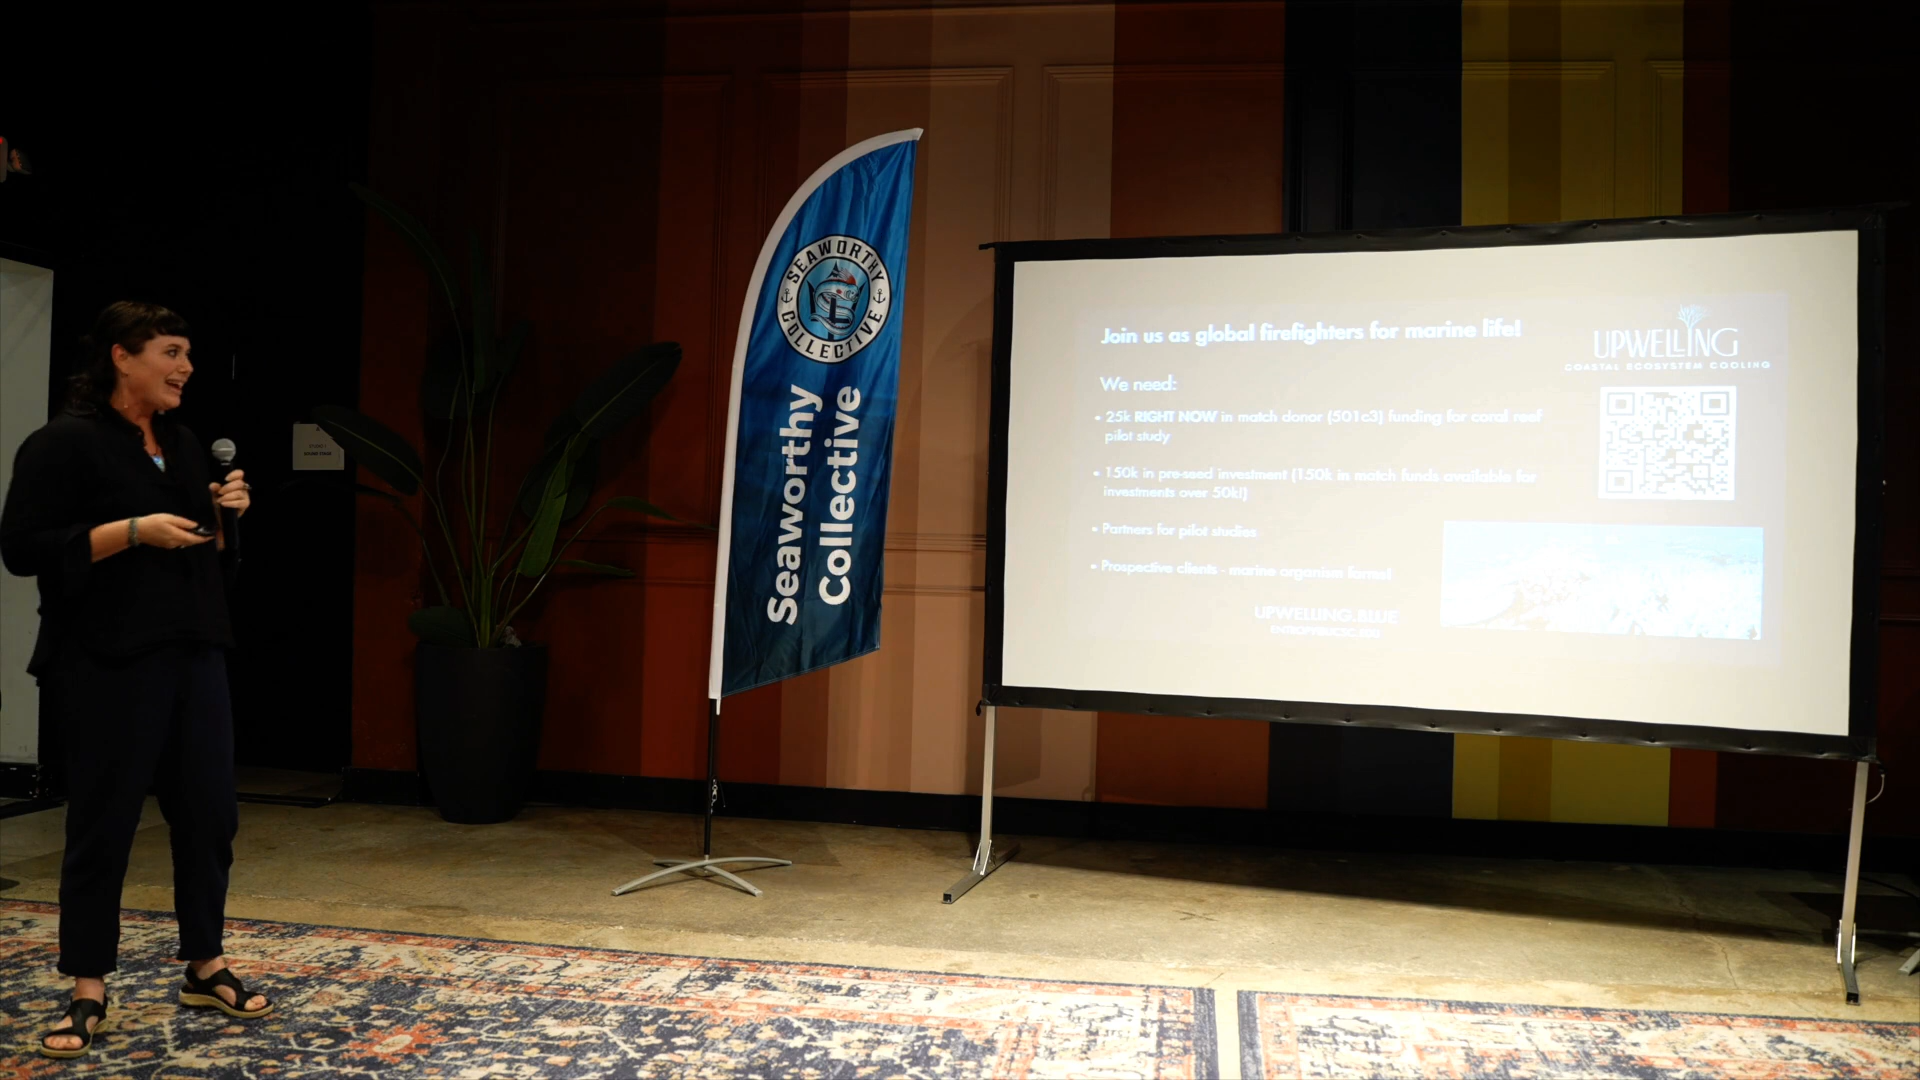 SEAWORTHY
COLLECTIVE
Seaworthy
Collective
Join us as global firefighters for marine life!
UPWELLING
COASTAL ECOSYSTEM COOLING
We need:
• 25k RIGHT NOW in match donor (501c3) funding for coral reef
pilot study
• 150k in pre-seed investment (150k in match funds available for
investments over 50k!)
• Partners for pilot studies
• Prospective clients - marine organism farms!
UPWELLING.BLUE